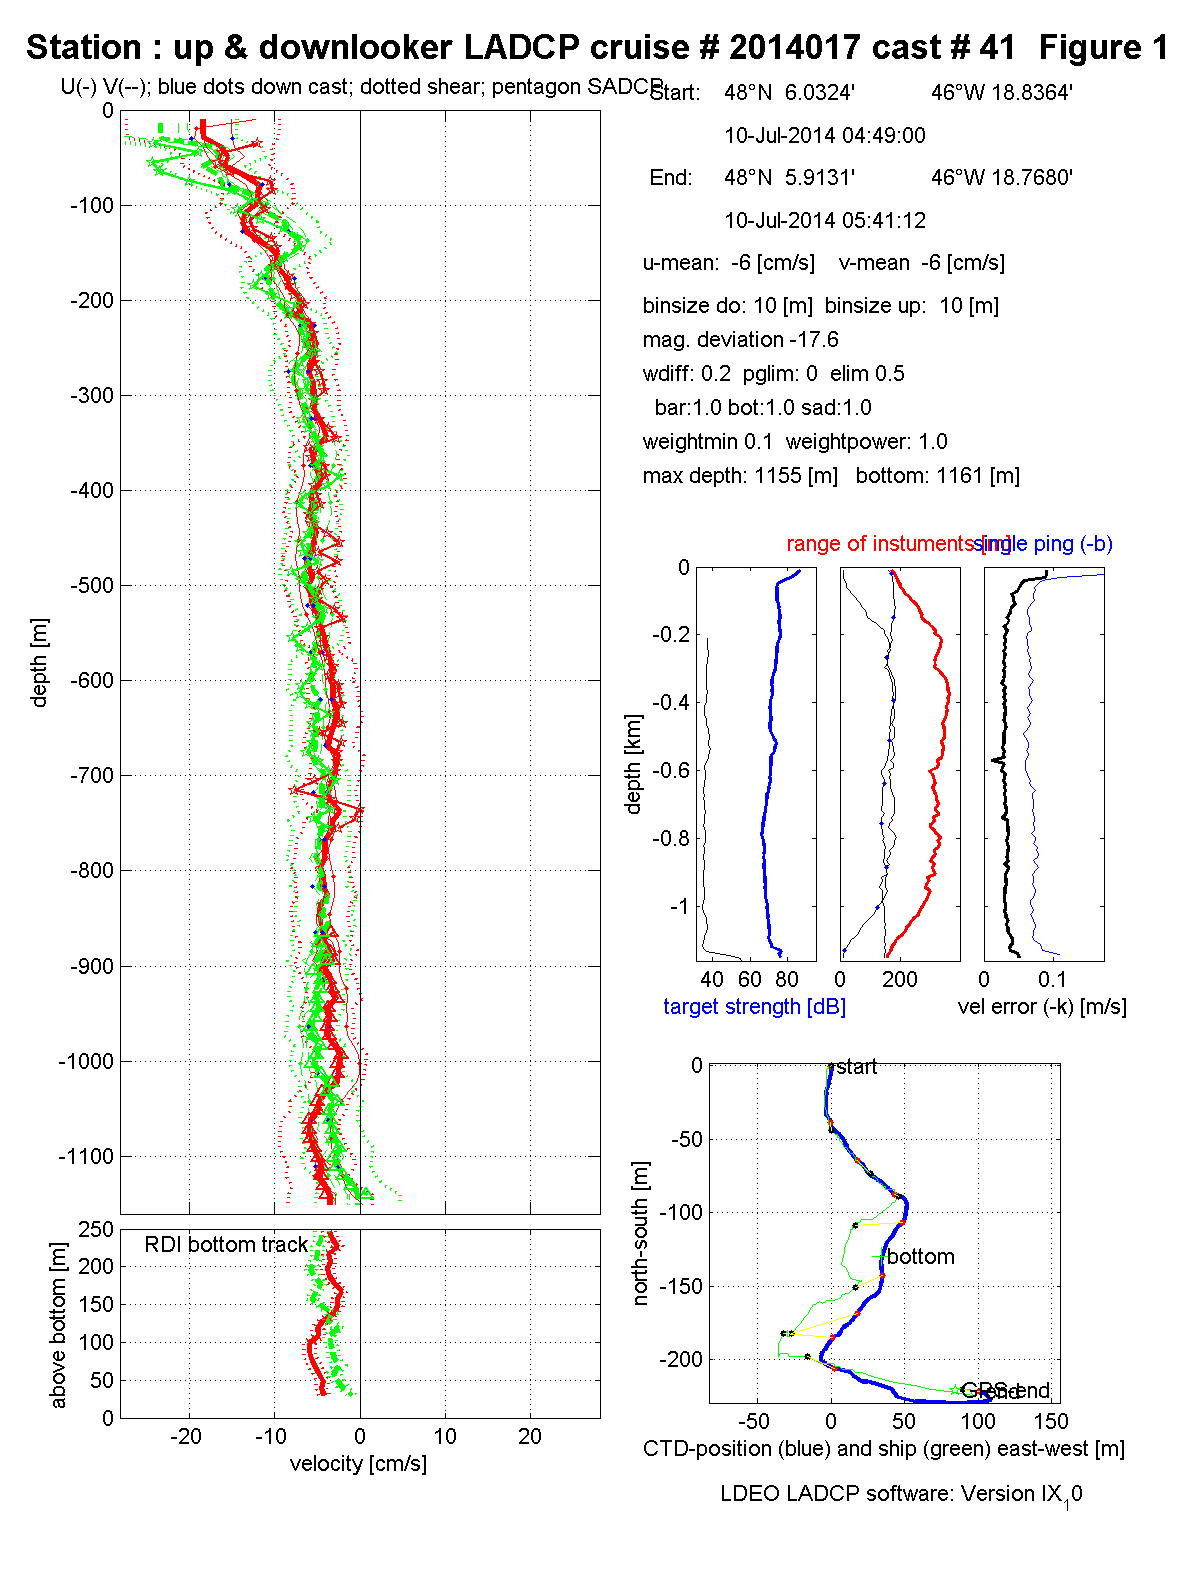 Station : up & downlooker LADCP cruise # 2014017 cast # 41  Figure 1
U(-) V(--); blue dots down cast; dotted shear; pentagon SADCP
Start: 48°N 6.0324' 46°W 18.8364'
10-Jul-2014 04:49:00
End: 48°N 5.9131' 46°W 18.7680'
10-Jul-2014 05:41:12
u-mean: -6 [cm/s] v-mean -6 [cm/s]
binsize do: 10 [m] binsize up: 10 [m]
mag. deviation -17.6
wdiff: 0.2 pglim: 0 elim 0.5
bar:1.0 bot:1.0 sad:1.0
weightmin 0.1 weightpower: 1.0
max depth: 1155 [m] bottom: 1161 [m]
0
-100
-200
-300
-400
-500
-600
-700
-800
-900
-1000
-1100
depth [m]
RDI bottom track
250
200
150
100
50
0
above bottom [m]
-20 -10 0 10 20
velocity [cm/s]
range of instuments [m]
single ping (-b)
0
-0.2
-0.4
-0.6
-0.8
-1
depth [km]
40 60 80
0 200
0 0.1
target strength [dB]
vel error (-k) [m/s]
0
-50
-100
-150
-200
north-south [m]
start
bottom
GPS-end
end
-50 0 50 100 150
CTD-position (blue) and ship (green) east-west [m]
LDEO LADCP software: Version IX10